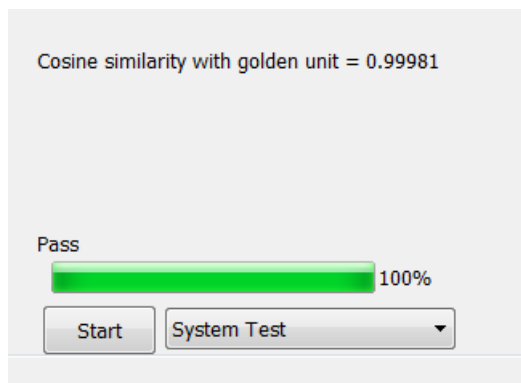 Cosine similarity with golden unit = 0.99981
Pass
100%
Start
System Test